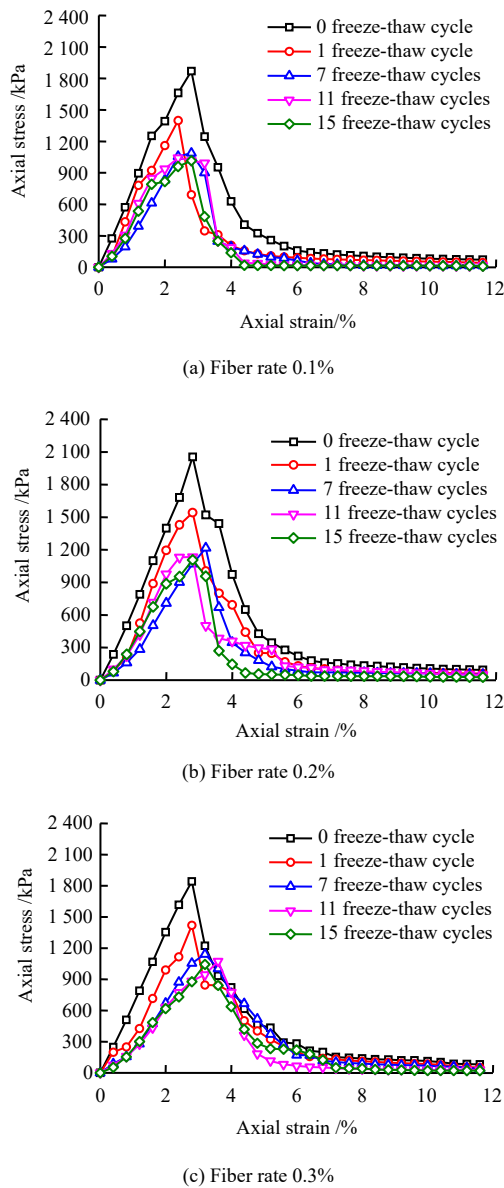 2 400
2 100
1 800
1 500
1 200
900
600
300
0
Axial stress /kPa
0 freeze-thaw cycle
1 freeze-thaw cycle
7 freeze-thaw cycles
11 freeze-thaw cycles
15 freeze-thaw cycles
0 2 4 6 8 10 12
Axial strain/%
(a) Fiber rate 0.1%
2 400
2 100
1 800
1 500
1 200
900
600
300
0
Axial stress /kPa
0 freeze-thaw cycle
1 freeze-thaw cycle
7 freeze-thaw cycles
11 freeze-thaw cycles
15 freeze-thaw cycles
0 2 4 6 8 10 12
Axial strain /%
(b) Fiber rate 0.2%
2 400
2 100
1 800
1 500
1 200
900
600
300
0
Axial stress /kPa
0 freeze-thaw cycle
1 freeze-thaw cycle
7 freeze-thaw cycles
11 freeze-thaw cycles
15 freeze-thaw cycles
0 2 4 6 8 10 12
Axial strain /%
(c) Fiber rate 0.3%